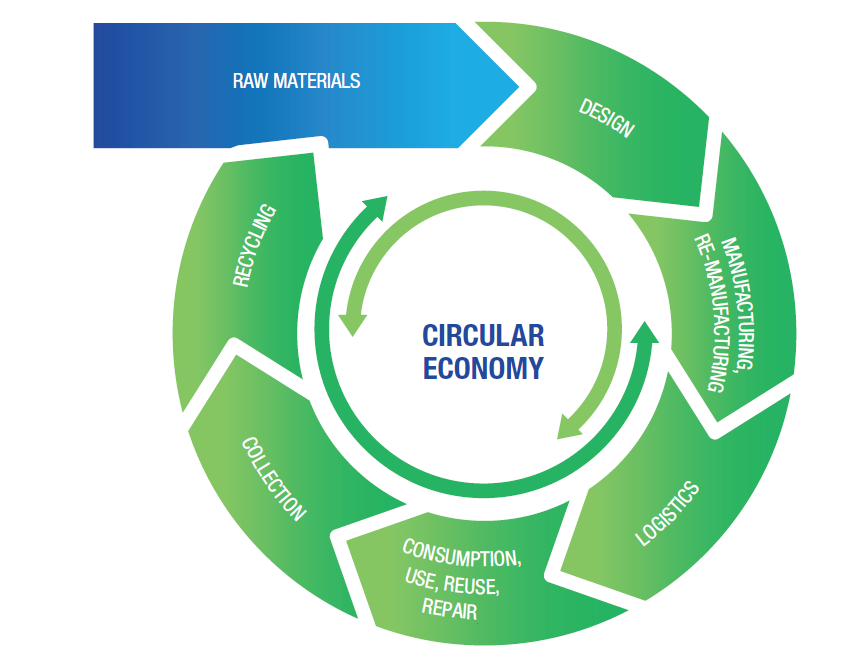 RAW MATERIALS
DESIGN
MANUFACTURING,
RE-MANUFACTURING
LOGISTICS
CONSUMPTION,
USE, REUSE,
REPAIR
COLLECTION
RECYCLING
CIRCULAR
ECONOMY